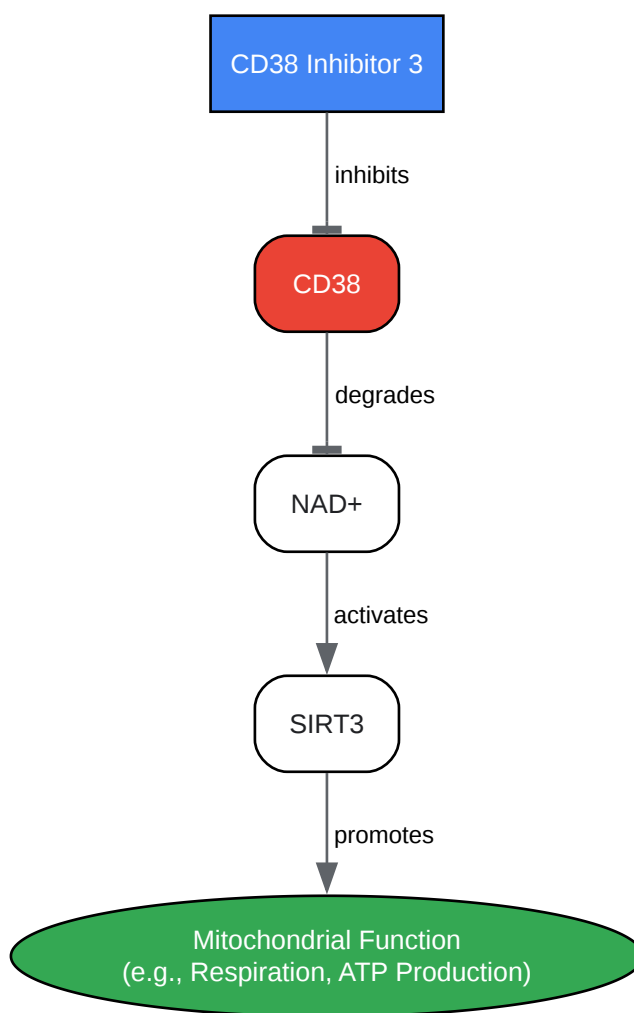 CD38 Inhibitor 3
inhibits
CD38
degrades
NAD+
activates
SIRT3
promotes
Mitochondrial Function
(e.g., Respiration, ATP Production)